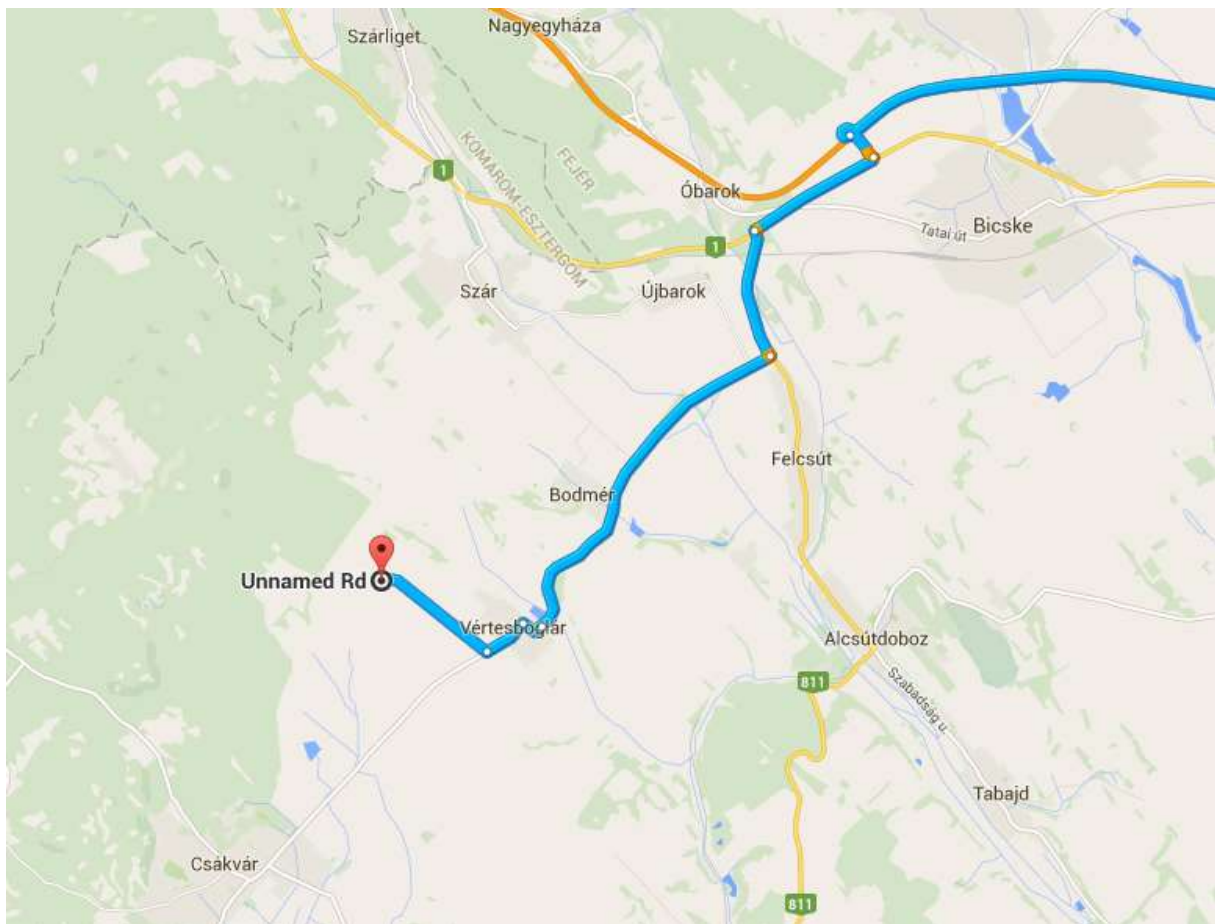 Nagyegyháza
Szárliget
1
KOMÁROM-ESZTERGOM
FEJÉR
Óbarok
Bicske
Tatai út
1
Szár
Újbarok
Felcsút
Bodmér
Unnamed Rd
Vértesboglár
Alcsútdoboz
811
Szabadság u.
Tabajd
Csákvár
811